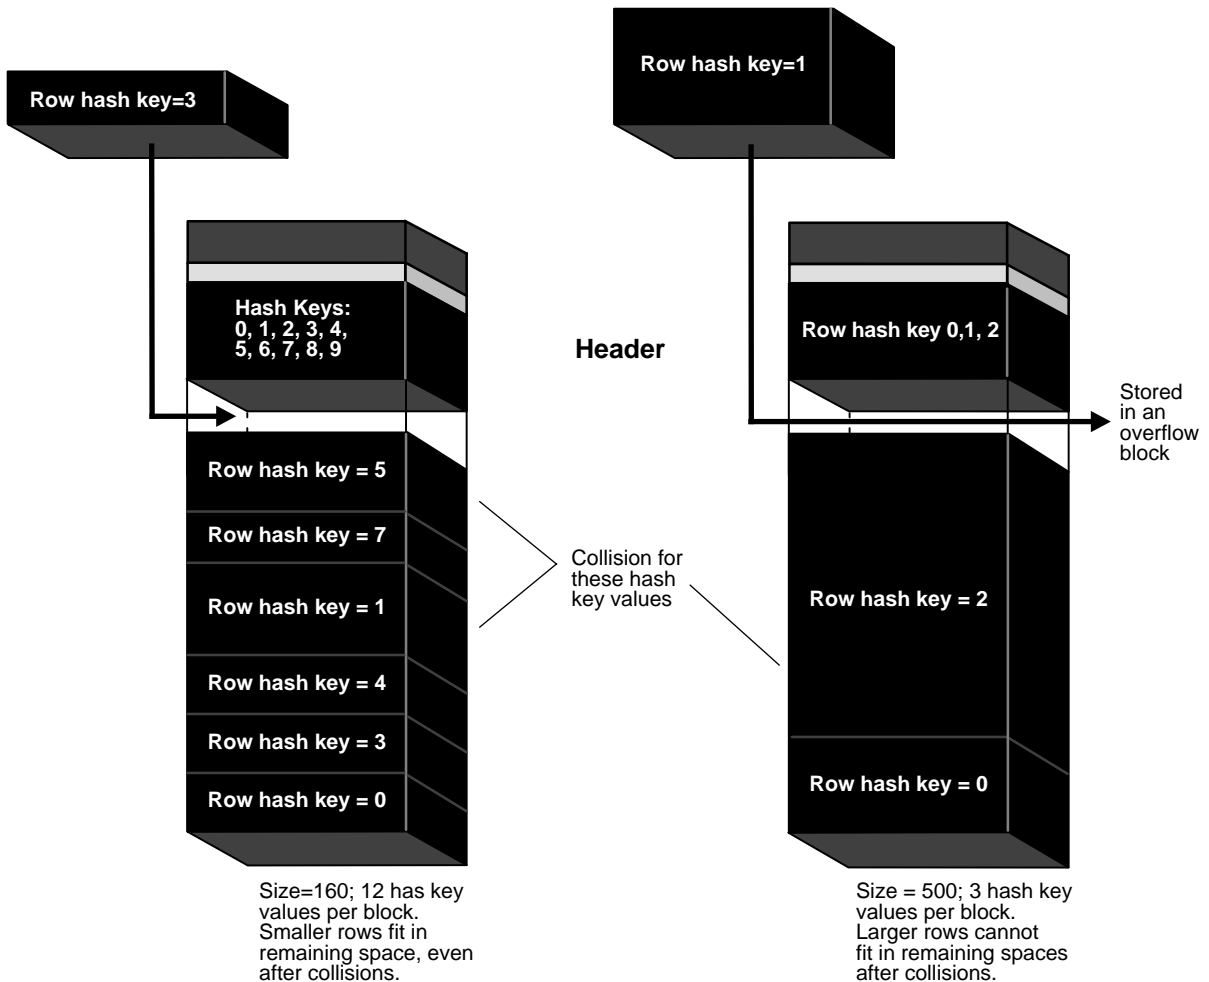 Row hash key=3
Row hash key=1
Hash Keys:
0, 1, 2, 3, 4,
5, 6, 7, 8, 9
Header
Row hash key 0,1, 2
Stored
in an
overflow
block
Row hash key = 5
Row hash key = 7
Row hash key = 1
Row hash key = 4
Row hash key = 3
Row hash key = 0
Collision for
these hash
key values
Row hash key = 2
Row hash key = 0
Size=160; 12 has key
values per block.
Smaller rows fit in
remaining space, even
after collisions.
Size = 500; 3 hash key
values per block.
Larger rows cannot
fit in remaining spaces
after collisions.